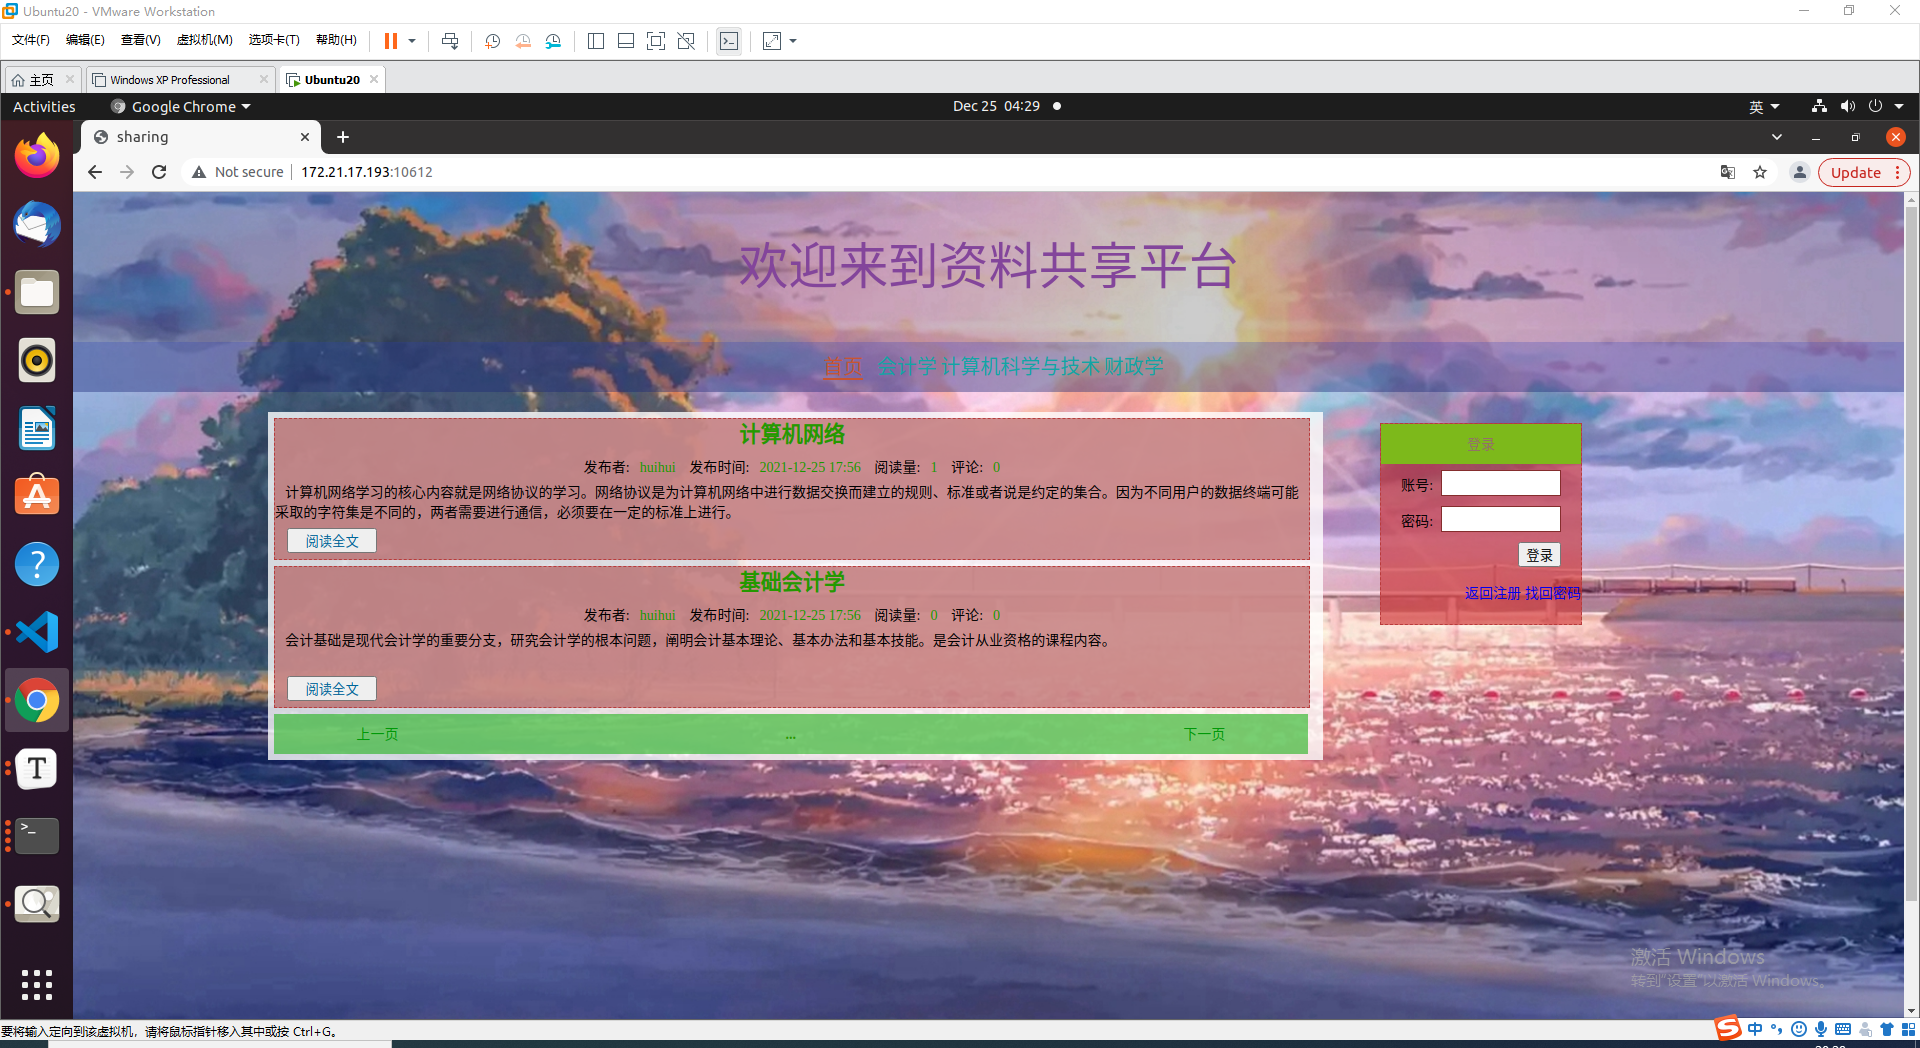 Ubuntu20 - VMware Workstation
文件(F) 编辑(E) 查看(V) 虚拟机(M) 选项卡(T) 帮助(H)
主页 Windows XP Professional Ubuntu20
Activities Google Chrome Dec 25 04:29 英
sharing
Not secure 172.21.17.193:10612 Update
欢迎来到资料共享平台
首页 会计学 计算机科学与技术 财政学
计算机网络
发布者: huihui 发布时间: 2021-12-25 17:56 阅读量: 1 评论: 0
计算机网络学习的核心内容就是网络协议的学习。网络协议是为计算机网络中进行数据交换而建立的规则、标准或者说是约定的集合。因为不同用户的数据终端可能
采取的字符集是不同的，两者需要进行通信，必须要在一定的标准上进行。
阅读全文
基础会计学
发布者: huihui 发布时间: 2021-12-25 17:56 阅读量: 0 评论: 0
会计基础是现代会计学的重要分支，研究会计学的根本问题，阐明会计基本理论、基本办法和基本技能。是会计从业资格的课程内容。
阅读全文
上一页 ... 下一页
登录
账号:
密码:
登录
返回注册 找回密码
激活 Windows
转到"设置"以激活 Windows。
要将输入定向到该虚拟机，请将鼠标指针移入其中或按 Ctrl+G。
中